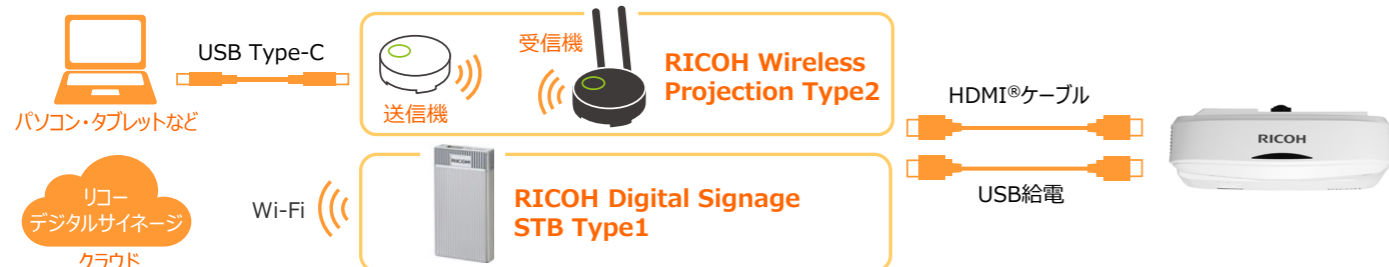 パソコン・タブレットなど
USB Type-C
送信機
受信機
RICOH Wireless
Projection Type2
リコー
デジタルサイネージ
クラウド
Wi-Fi
RICOH
RICOH Digital Signage
STB Type1
HDMI®ケーブル
USB給電
RICOH